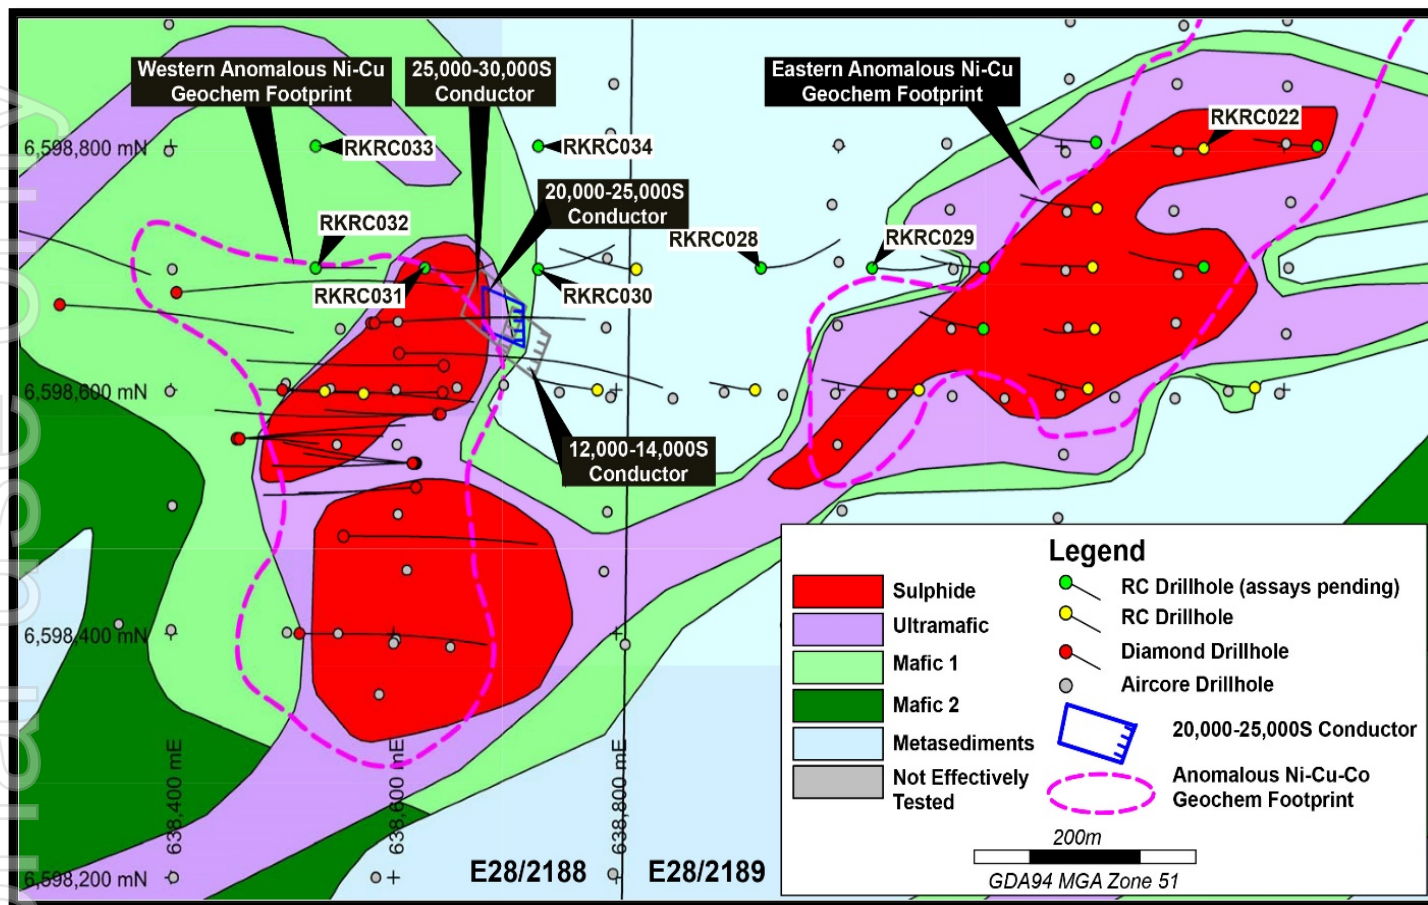 Western Anomalous Ni-Cu
Geochem Footprint
25,000-30,000S
Conductor
Eastern Anomalous Ni-Cu
Geochem Footprint
RKRC022
6,598,800 mN
RKRC033
RKRC034
20,000-25,000S
Conductor
RKRC032
RKRC028
RKRC029
RKRC031
RKRC030
6,598,600 mN
12,000-14,000S
Conductor
6,598,400 mN
638,400 mE
638,600 mE
638,800 mE
6,598,200 mN
E28/2188
E28/2189
Legend
Sulphide
Ultramafic
Mafic 1
Mafic 2
Metasediments
Not Effectively
Tested
RC Drillhole (assays pending)
RC Drillhole
Diamond Drillhole
Aircore Drillhole
20,000-25,000S Conductor
Anomalous Ni-Cu-Co
Geochem Footprint
200m
GDA94 MGA Zone 51